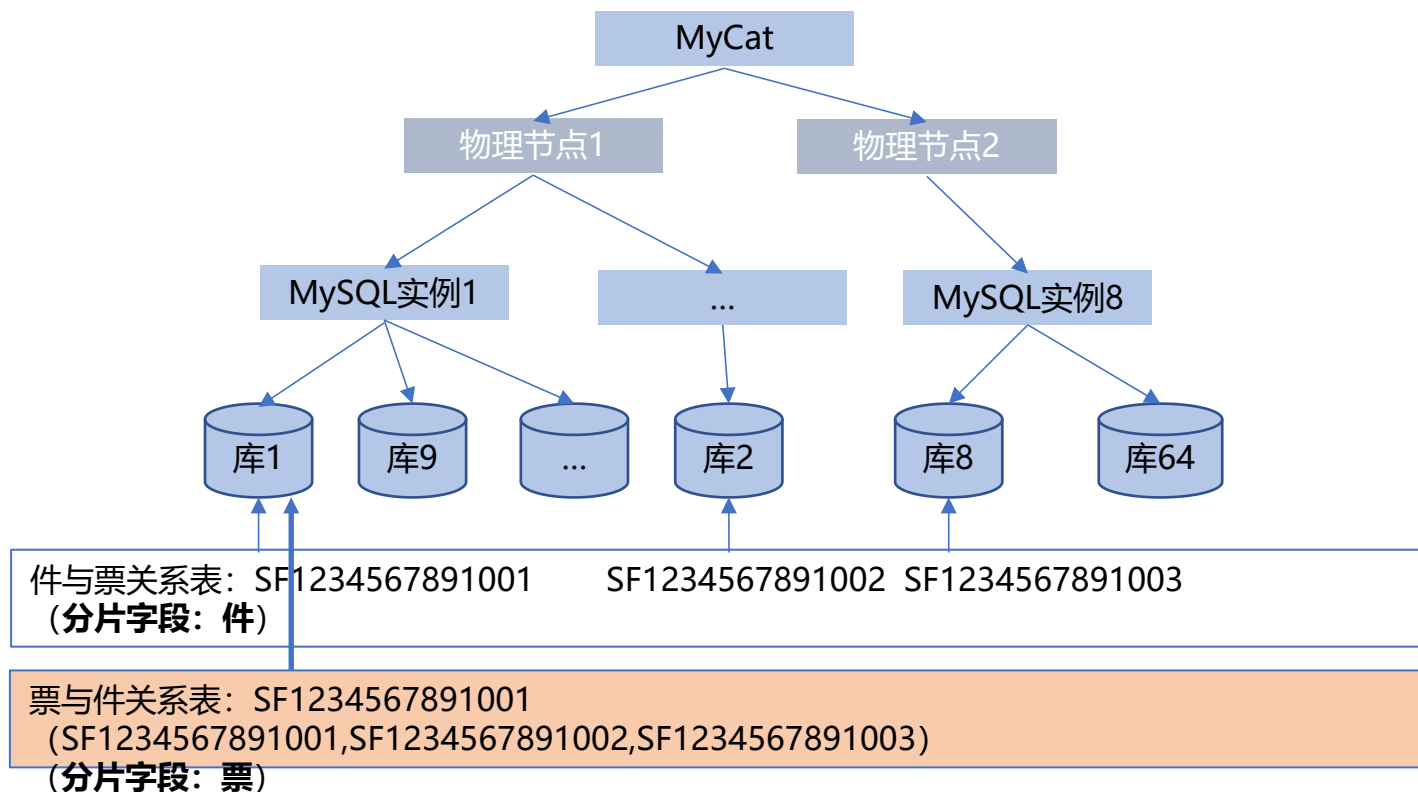 MyCat
物理节点1
物理节点2
MySQL实例1
...
MySQL实例8
库1
库9
...
库2
库8
库64
件与票关系表：SF1234567891001 SF1234567891002 SF1234567891003
（分片字段：件）
票与件关系表：SF1234567891001
（SF1234567891001,SF1234567891002,SF1234567891003）
（分片字段：票）